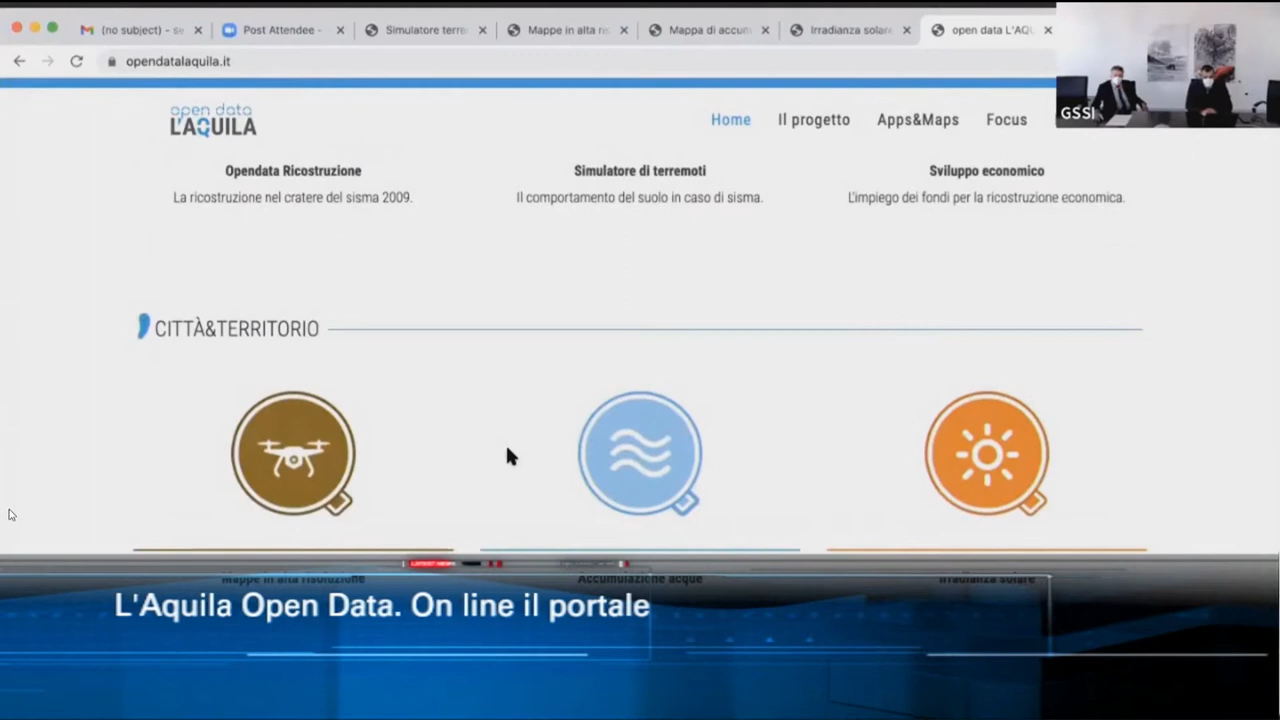 (no subject) - se
Post Attendee -
Simulatore terre
Mappe in alta ris
Mappa di accum
Irradianza solare
open data L'AQU
opendatalaquila.it
open data
L'AQUILA
Home
Il progetto
Apps&Maps
Focus
GSSI
Opendata Ricostruzione
Simulatore di terremoti
Sviluppo economico
La ricostruzione nel cratere del sisma 2009.
Il comportamento del suolo in caso di sisma.
L'impiego dei fondi per la ricostruzione economica.
CITTÀ&TERRITORIO
LATEST NEWS
Mappe in alta risoluzione
Accumulazione acque
Irradianza solare
L'Aquila Open Data. On line il portale